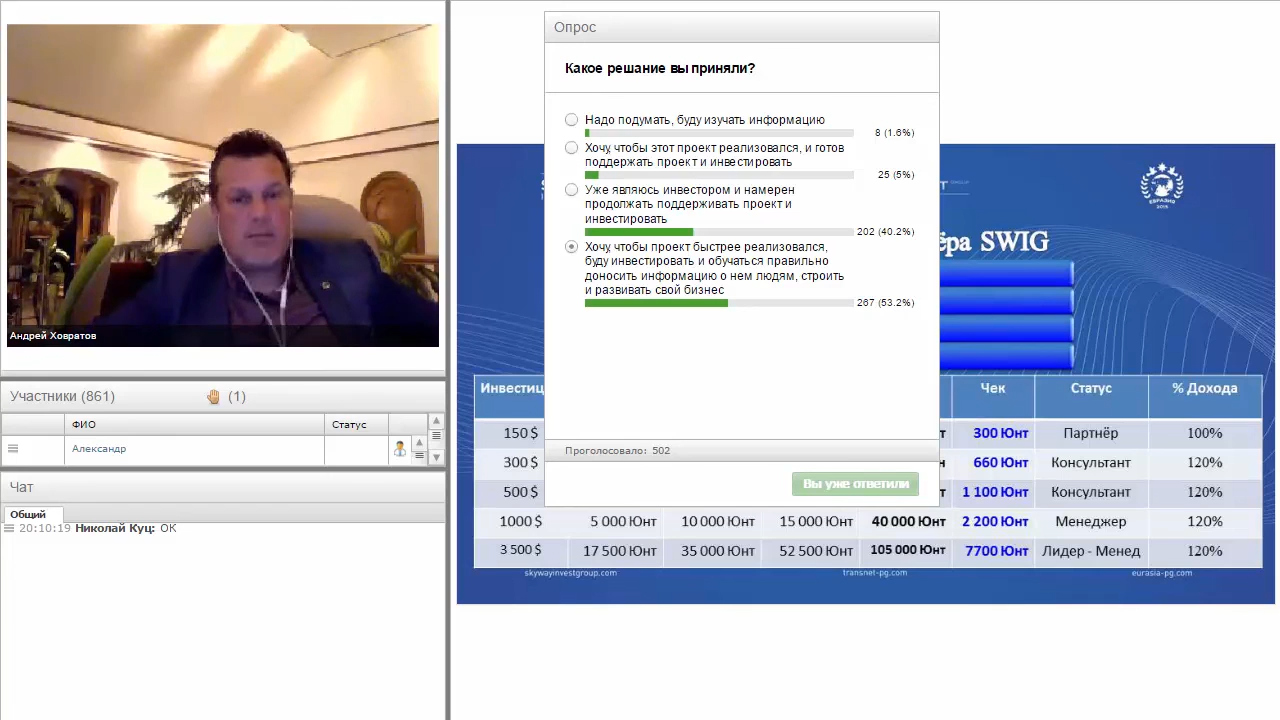 Андрей Ховратов
Участники (861)
(1)
ФИО
Статус
Александр
Чат
Общий
20:10:19 Николай Куц: ОК
Опрос
Какое решение вы приняли?
Надо подумать, буду изучать информацию
8 (1.6%)
Хочу, чтобы этот проект реализовался, и готов
поддержать проект и инвестировать
25 (5%)
Уже являюсь инвестором и намерен
продолжать поддерживать проект и
инвестировать
202 (40.2%)
Хочу, чтобы проект быстрее реализовался,
буду инвестировать и обучаться правильно
доносить информацию о нем людям, строить
и развивать свой бизнес
267 (53.2%)
Проголосовало: 502
Вы уже ответили
GROUP
ЕВРАЗИЯ
2015
ёра SWIG
Инвестиц Чек Статус % Дохода
150 $ т 300 Юнт Партнёр 100%
300 $ н 660 Юнт Консультант 120%
500 $ т 1 100 Юнт Консультант 120%
1000 $ 5 000 Юнт 10 000 Юнт 15 000 Юнт 40 000 Юнт 2 200 Юнт Менеджер 120%
3 500 $ 17 500 Юнт 35 000 Юнт 52 500 Юнт 105 000 Юнт 7700 Юнт Лидер - Менед 120%
skywayinvestgroup.com transnet-pg.com eurasia-pg.com